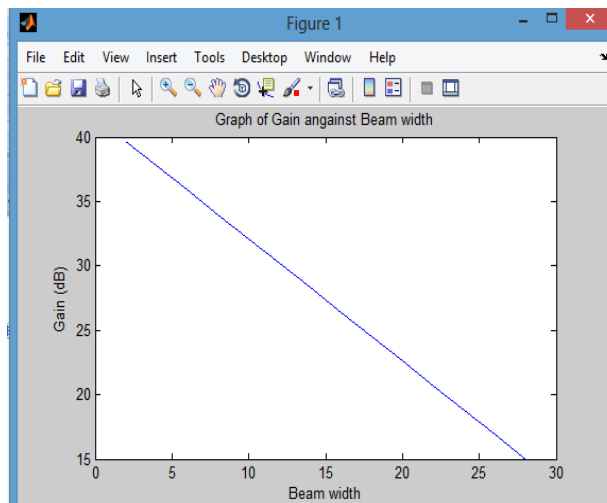 Figure 1
File Edit View Insert Tools Desktop Window Help
Graph of Gain angainst Beam width
40
35
30
25
20
15
Gain (dB)
0 5 10 15 20 25 30
Beam width